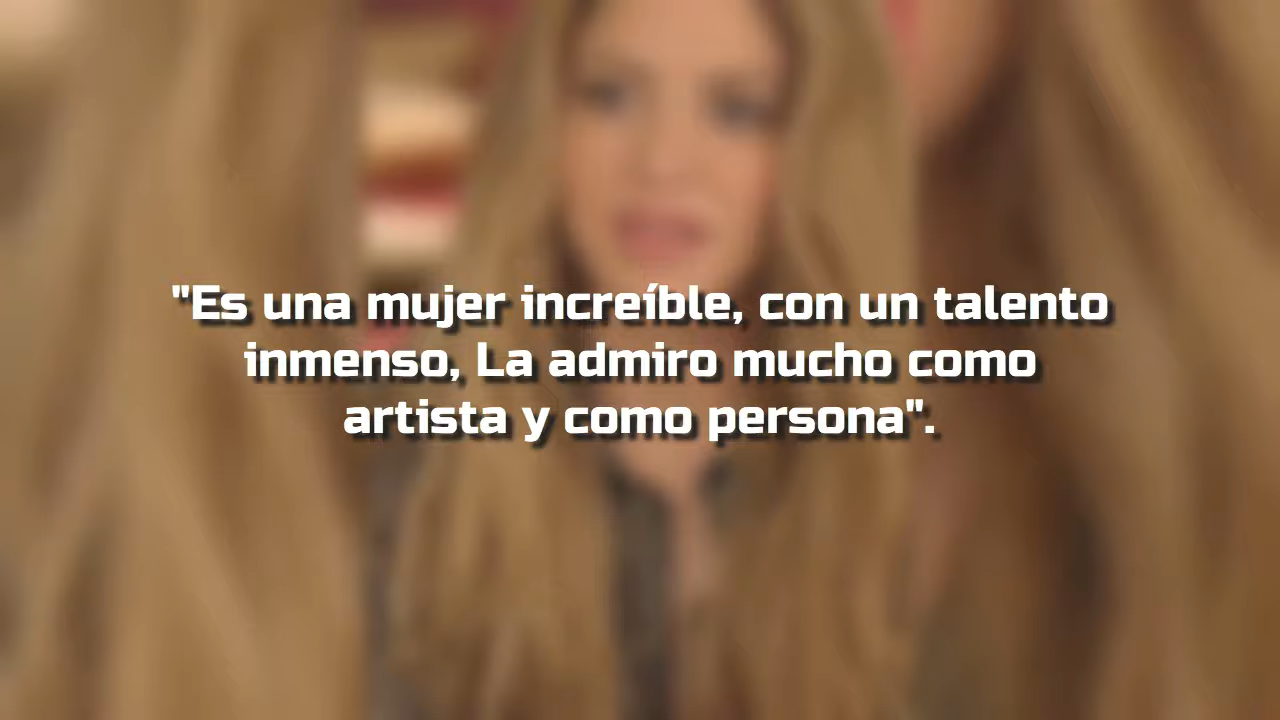 "Es una mujer increíble, con un talento
inmenso, La admiro mucho como
artista y como persona".